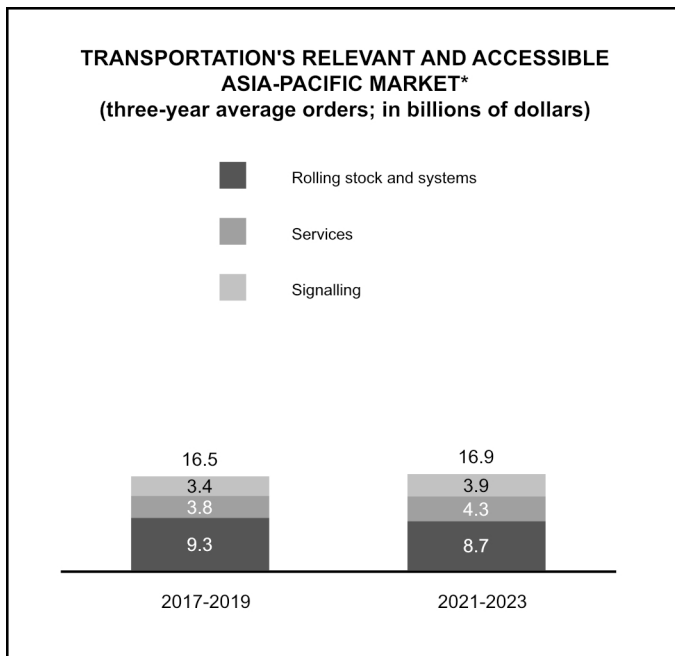 TRANSPORTATION'S RELEVANT AND ACCESSIBLE
ASIA-PACIFIC MARKET*
(three-year average orders; in billions of dollars)
Rolling stock and systems
Services
Signalling
16.5
16.9
3.4
3.9
3.8
4.3
9.3
8.7
2017-2019
2021-2023